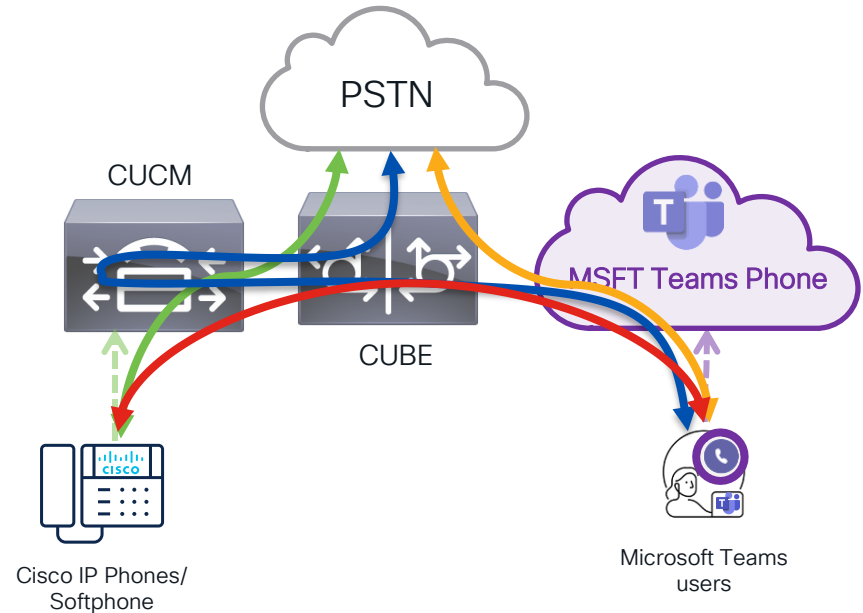 PSTN
CUCM
T
MSFT Teams Phone
CUBE
CISCO
T
Cisco IP Phones/
Softphone
Microsoft Teams
users